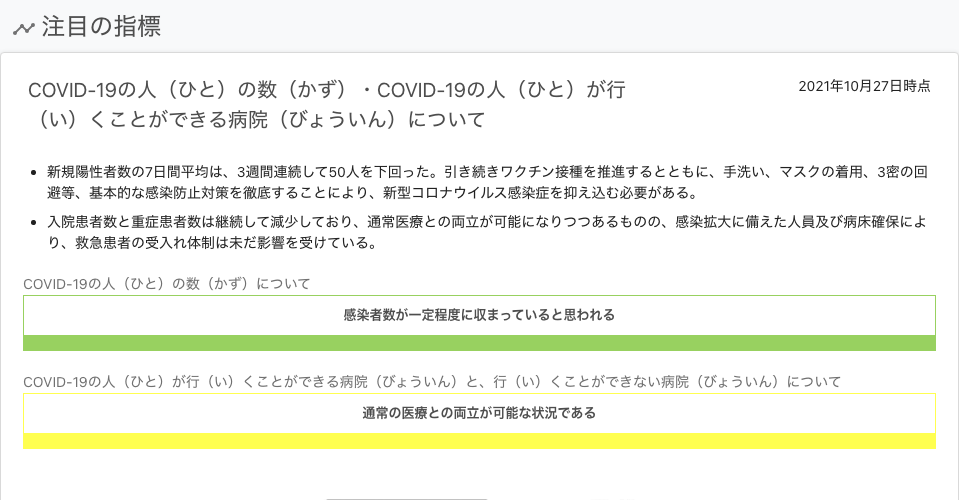 注目の指標
COVID-19の人（ひと）の数（かず）・COVID-19の人（ひと）が行
（い）くことができる病院（びょういん）について
2021年10月27日時点
新規陽性者数の7日間平均は、3週間連続して50人を下回った。引き続きワクチン接種を推進するとともに、手洗い、マスクの着用、3密の回
避等、基本的な感染防止対策を徹底することにより、新型コロナウイルス感染症を抑え込む必要がある。
入院患者数と重症患者数は継続して減少しており、通常医療との両立が可能になりつつあるものの、感染拡大に備えた人員及び病床確保によ
り、救急患者の受入れ体制は未だ影響を受けている。
COVID-19の人（ひと）の数（かず）について
感染者数が一定程度に収まっていると思われる
COVID-19の人（ひと）が行（い）くことができる病院（びょういん）と、行（い）くことができない病院（びょういん）について
通常の医療との両立が可能な状況である